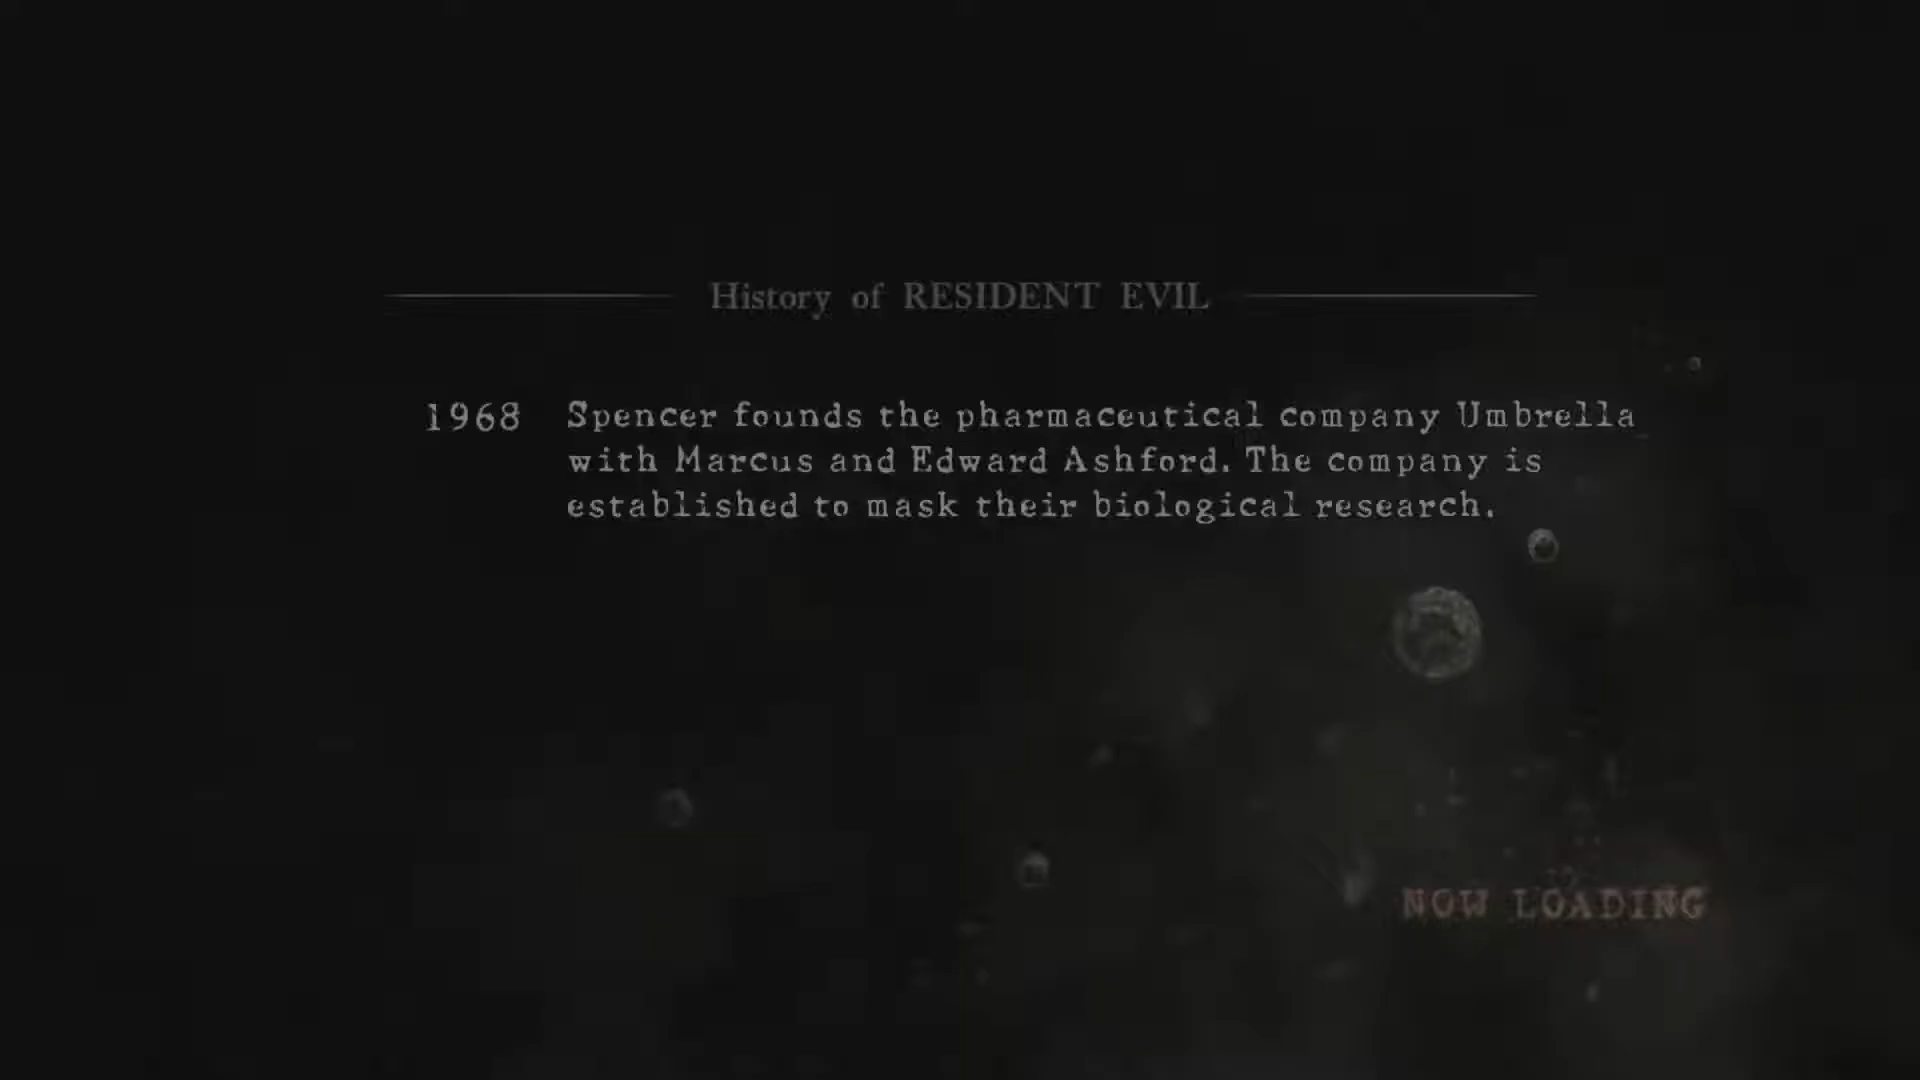 History of RESIDENT EVIL
1968 Spencer founds the pharmaceutical company Umbrella
with Marcus and Edward Ashford. The company is
established to mask their biological research.
NOW LOADING